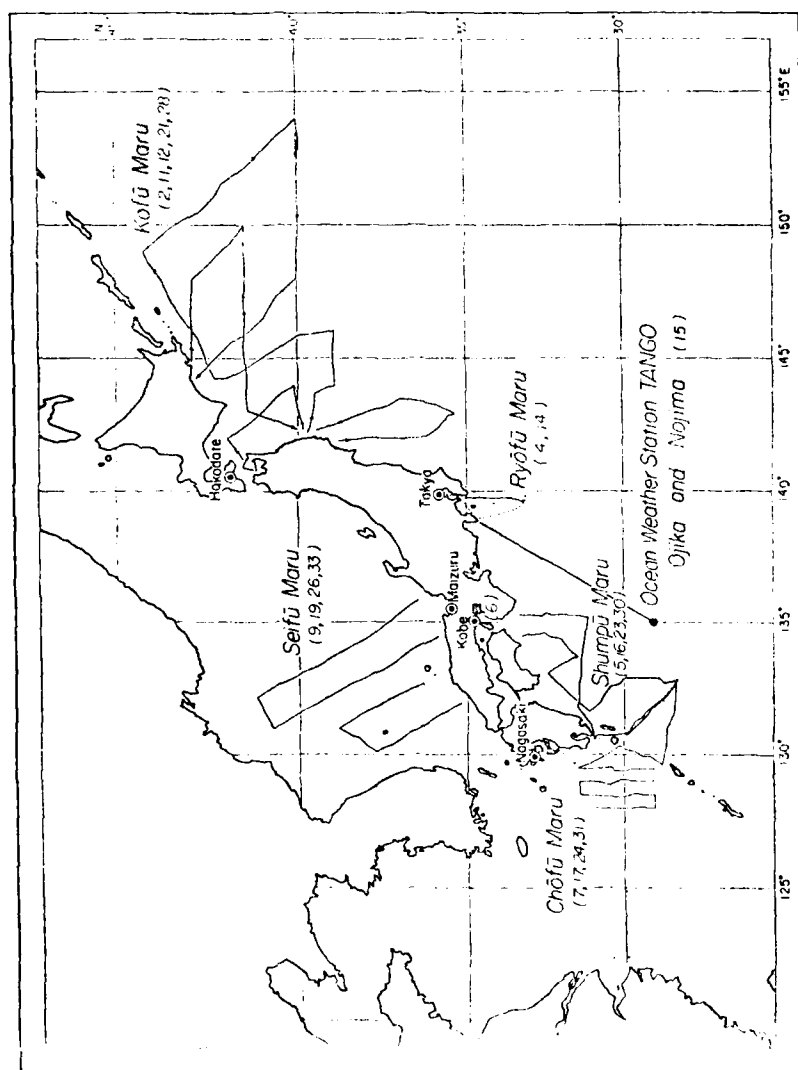 Kofū Maru
(2,11,12,21,28)
Hakodate
Seifū Maru
(9,19,26,33)
Maizuru
Tokyo
Kobe
(6)
Ryōfū Maru
(4,14)
Nagasaki
Shumpū Maru
(5,16,23,30)
Chōfū Maru
(7,17,24,31)
Ocean Weather Station TANGO
Ojika and Nojima (15)
N
40°
35°
30°
125°
130°
135°
140°
145°
150°
155°E